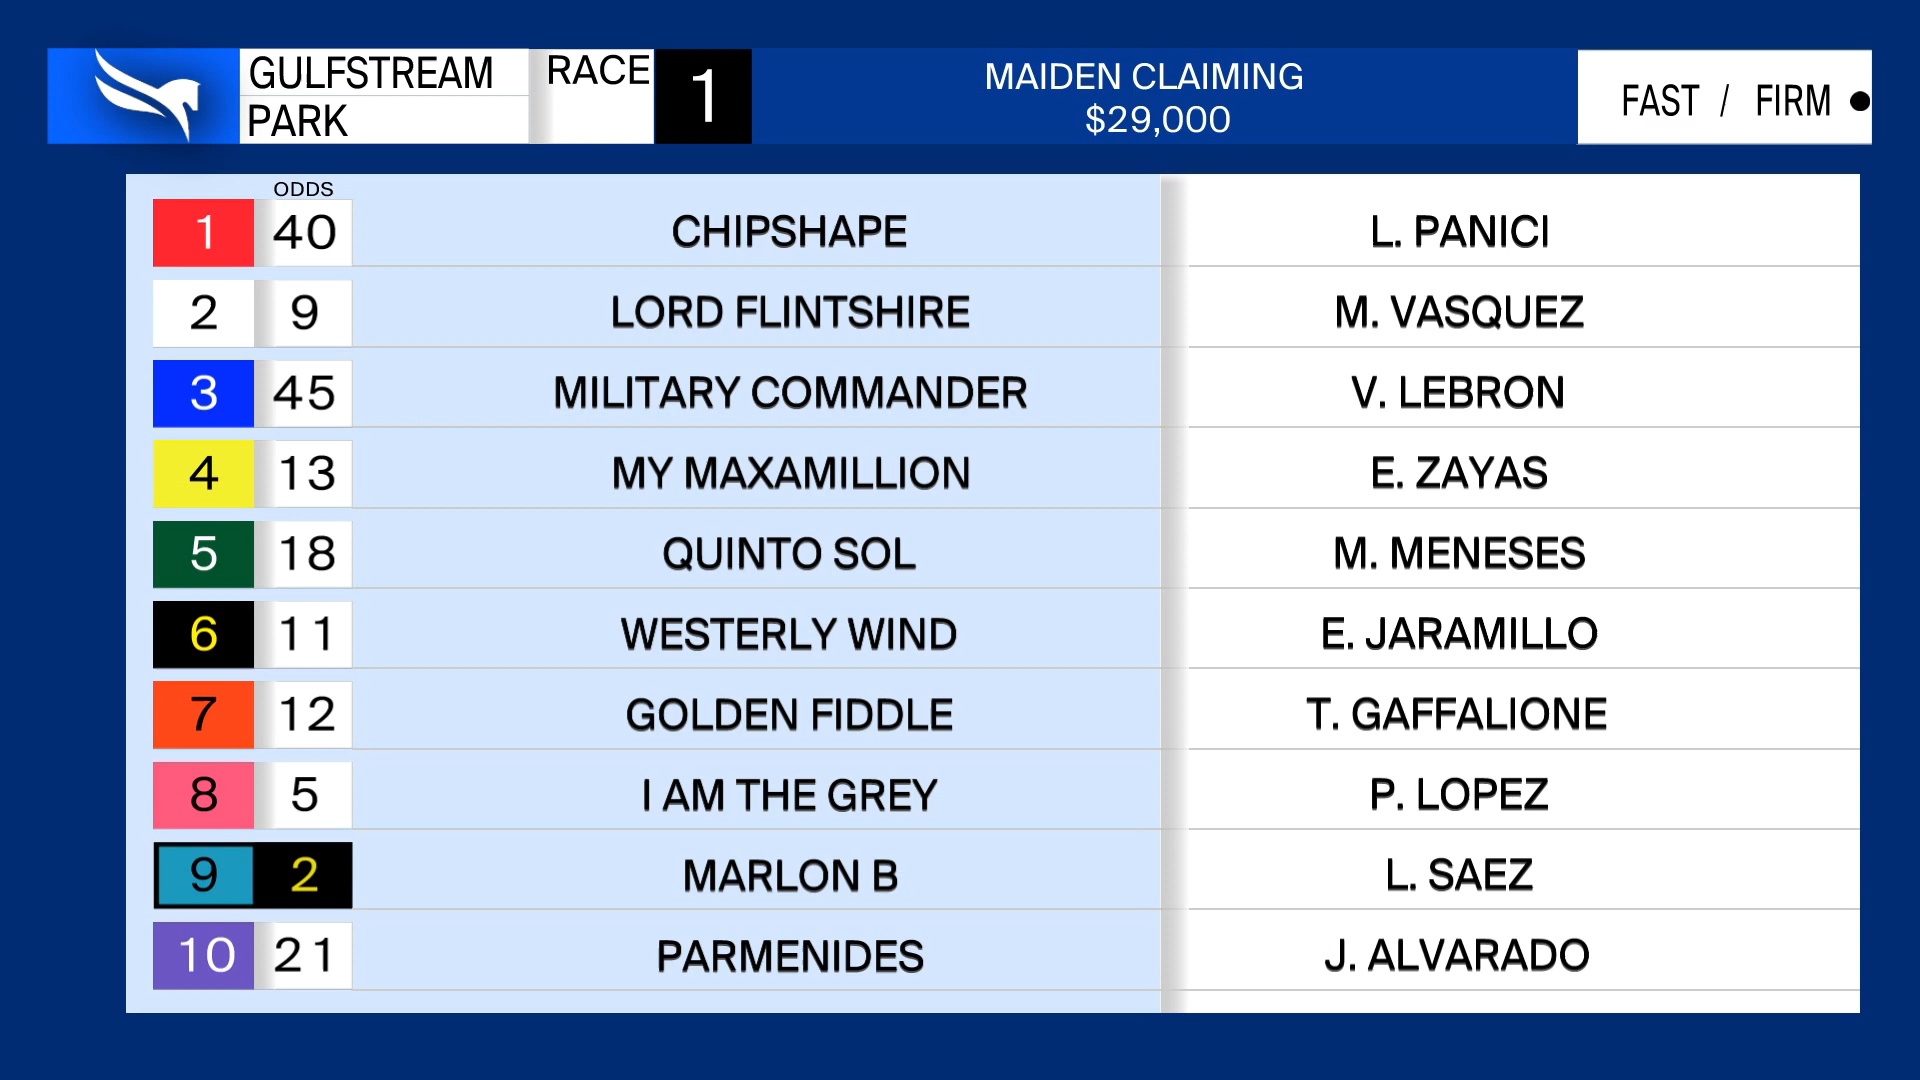 GULFSTREAM
PARK
RACE
1
MAIDEN CLAIMING
$29,000
FAST / FIRM
ODDS
1 40 CHIPSHAPE L. PANICI
2 9 LORD FLINTSHIRE M. VASQUEZ
3 45 MILITARY COMMANDER V. LEBRON
4 13 MY MAXAMILLION E. ZAYAS
5 18 QUINTO SOL M. MENESES
6 11 WESTERLY WIND E. JARAMILLO
7 12 GOLDEN FIDDLE T. GAFFALIONE
8 5 I AM THE GREY P. LOPEZ
9 2 MARLON B L. SAEZ
10 21 PARMENIDES J. ALVARADO